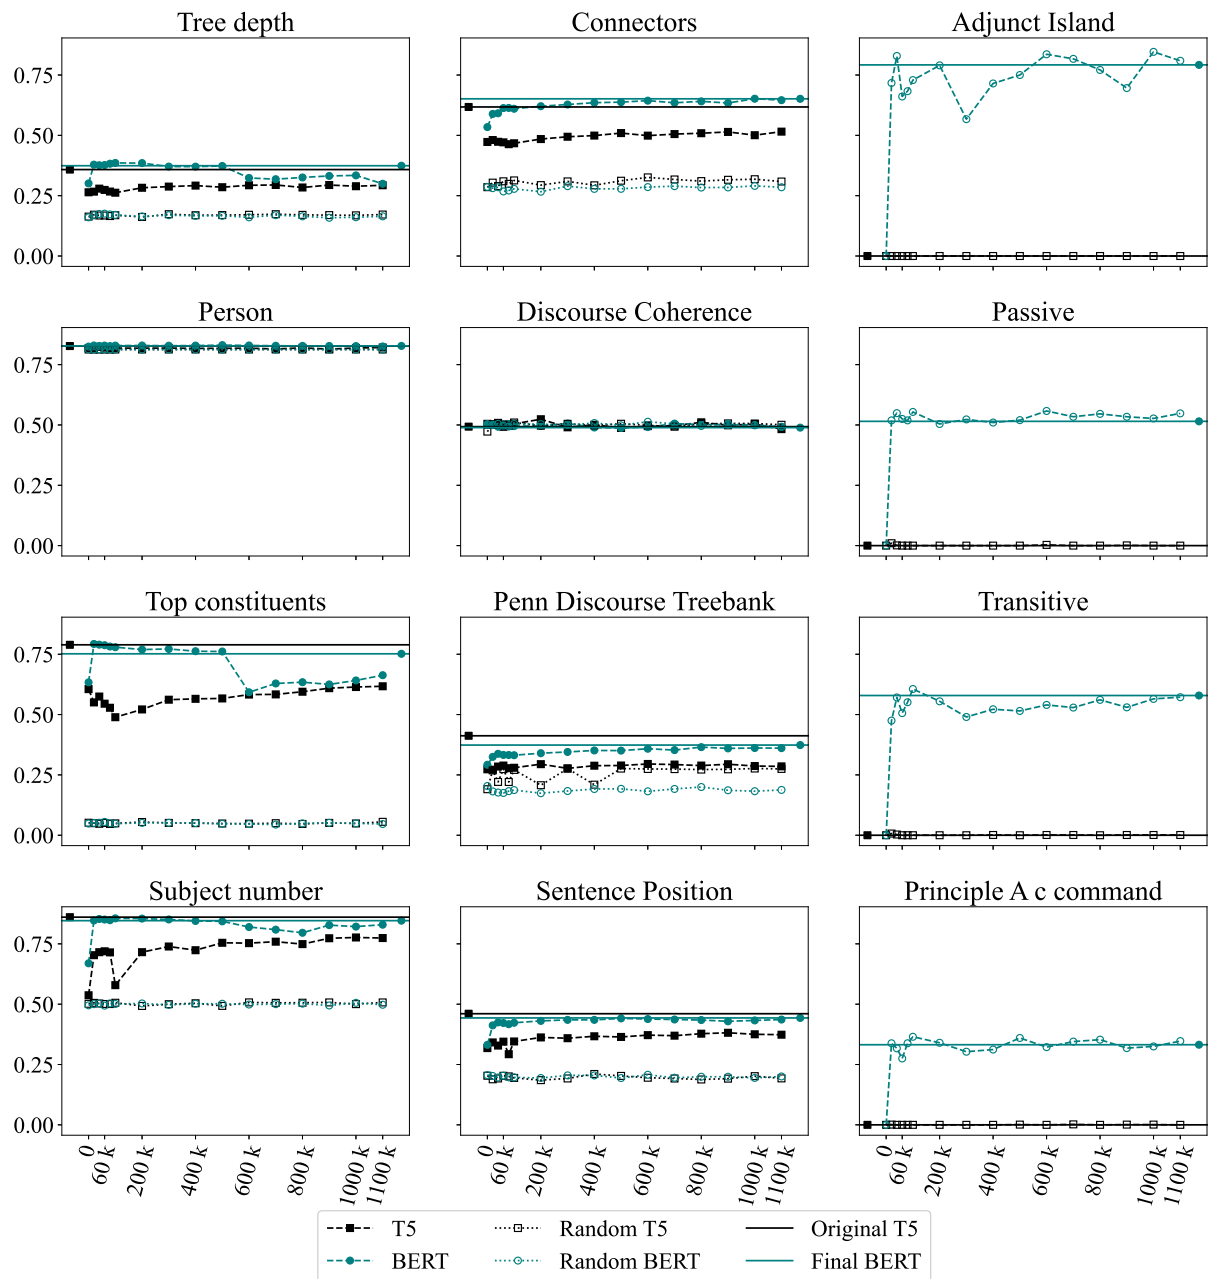 Tree depth
Connectors
Adjunct Island
0.75
0.50
0.25
0.00
Person
Discourse Coherence
Passive
0.75
0.50
0.25
0.00
Top constituents
Penn Discourse Treebank
Transitive
0.75
0.50
0.25
0.00
Subject number
Sentence Position
Principle A c command
0.75
0.50
0.25
0.00
0 60 k 200 k 400 k 600 k 800 k 1000 k 1100 k
0 60 k 200 k 400 k 600 k 800 k 1000 k 1100 k
0 60 k 200 k 400 k 600 k 800 k 1000 k 1100 k
T5 Random T5 Original T5
BERT Random BERT Final BERT